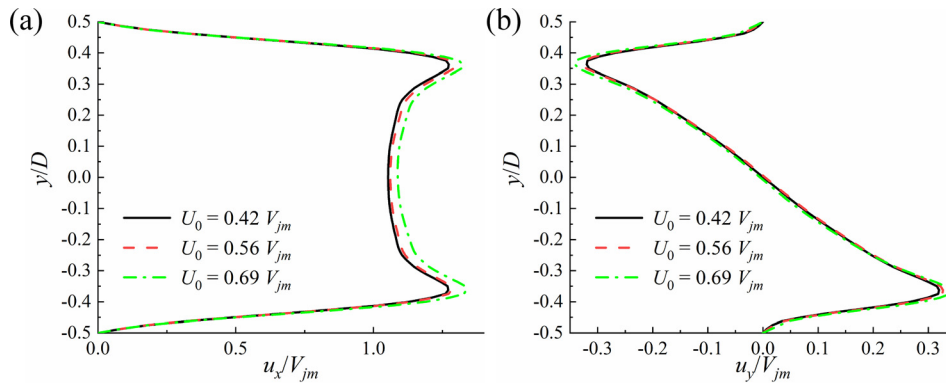 (a)
0.5
0.4
0.3
0.2
0.1
0.0
-0.1
-0.2
-0.3
-0.4
-0.5
y/D
U₀ = 0.42 Vⱼₘ
U₀ = 0.56 Vⱼₘ
U₀ = 0.69 Vⱼₘ
0.0 0.5 1.0
uₓ/Vⱼₘ
(b)
0.5
0.4
0.3
0.2
0.1
0.0
-0.1
-0.2
-0.3
-0.4
-0.5
y/D
U₀ = 0.42 Vⱼₘ
U₀ = 0.56 Vⱼₘ
U₀ = 0.69 Vⱼₘ
-0.3 -0.2 -0.1 0.0 0.1 0.2 0.3
u_y/Vⱼₘ